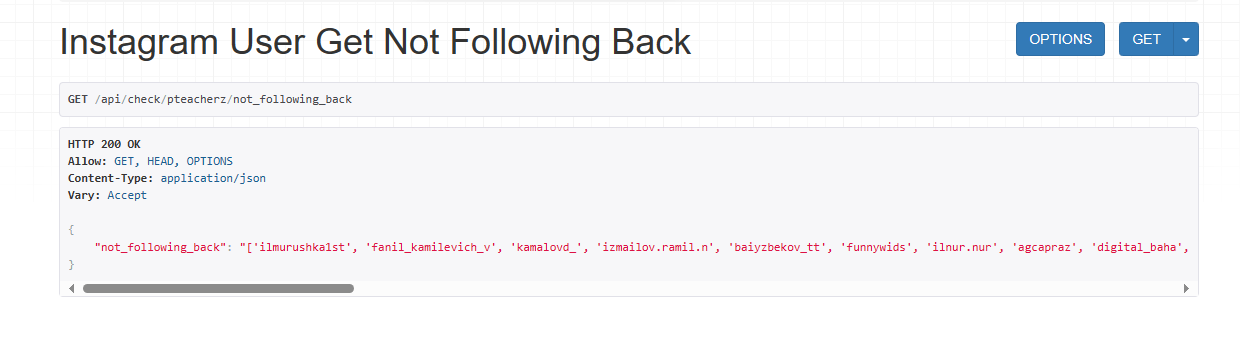 Instagram User Get Not Following Back
OPTIONS
GET
GET /api/check/pteacherz/not_following_back
HTTP 200 OK
Allow: GET, HEAD, OPTIONS
Content-Type: application/json
Vary: Accept
{
"not_following_back": "['ilmurushka1st', 'fanil_kamilevich_v', 'kamalovd_', 'izmailov.ramil.n', 'baiyzbekov_tt', 'funnywids', 'ilnur.nur', 'agcapraz', 'digital_baha',
}